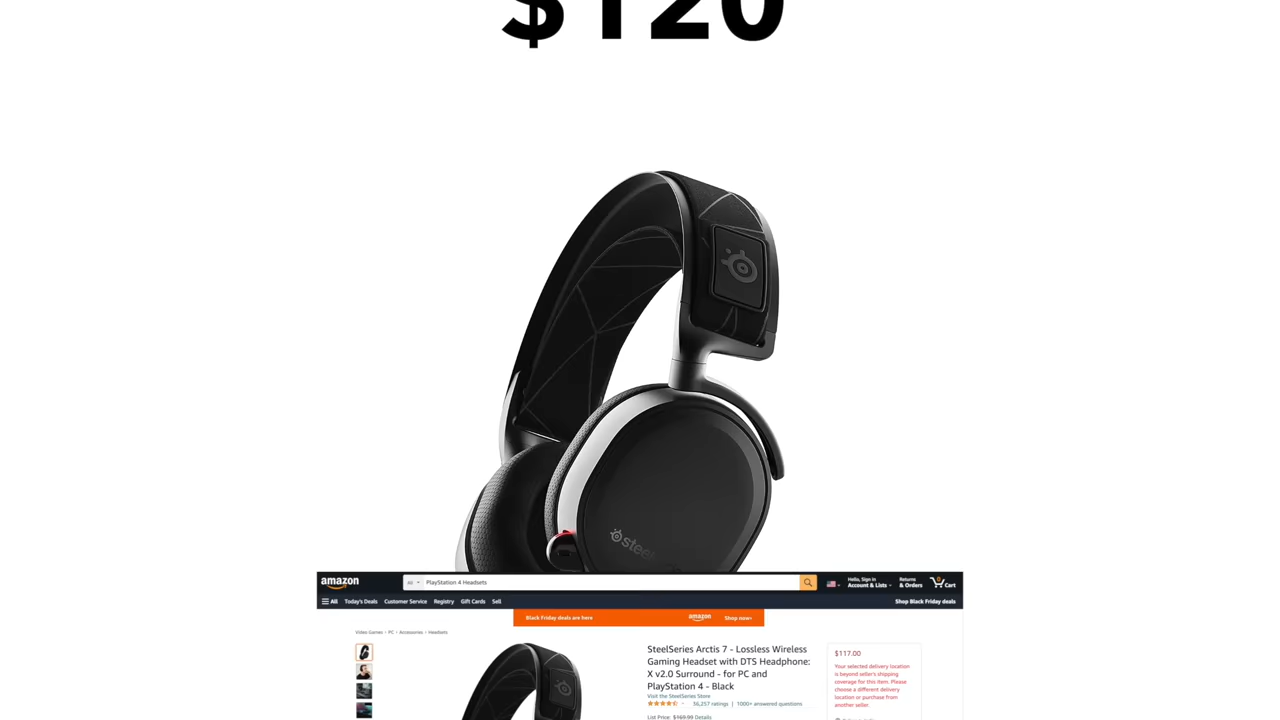 $120
steel
amazon
All
PlayStation 4 Headsets
Hello, Sign in
Account & Lists
Returns
& Orders
0
Cart
All
Today's Deals
Customer Service
Registry
Gift Cards
Sell
Shop Black Friday deals
Black Friday deals are here
amazon
Shop now›
Video Games › PC › Accessories › Headsets
SteelSeries Arctis 7 - Lossless Wireless
Gaming Headset with DTS Headphone:
X v2.0 Surround - for PC and
PlayStation 4 - Black
Visit the SteelSeries Store
36,257 ratings | 1000+ answered questions
List Price: $169.99 Details
$117.00
Your selected delivery location
is beyond seller's shipping
coverage for this item. Please
choose a different delivery
location or purchase from
another seller.